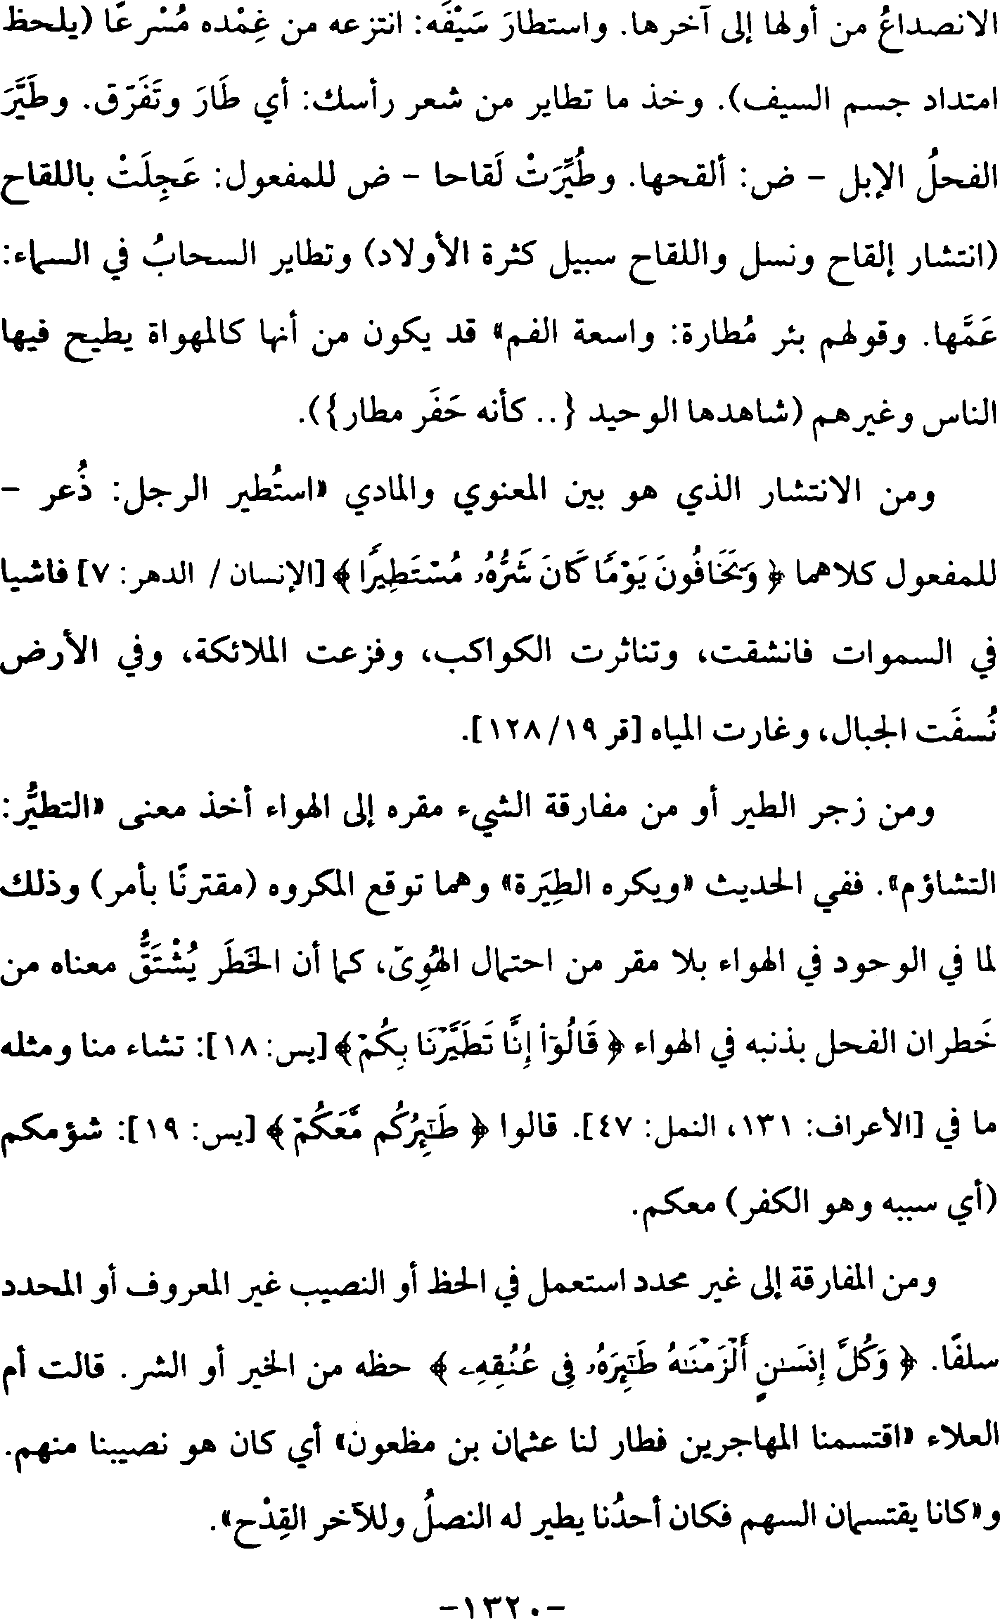 الانصداعُ من أولها إلى آخرها. واستطارَ سَيْفَه: انتزعه من غِمْده مُسْرعًا (يلحظ
امتداد جسم السيف). وخذ ما تطاير من شعر رأسك: أي طَارَ وتَفَرّق. وطَيَّرَ
الفحلُ الإبل - ض: ألقحها. وطُيِّرَتْ لَقاحا - ض للمفعول: عَجِلَتْ باللقاح
(انتشار إلقاح ونسل واللقاح سبيل كثرة الأولاد) وتطاير السحابُ في السماء:
عَمَّها. وقولهم بئر مُطارة: واسعة الفم» قد يكون من أنها كالمهواة يطيح فيها
الناس وغيرهم (شاهدها الوحيد {.. كأنه حَفَر مطار}).
ومن الانتشار الذي هو بين المعنوي والمادي «استُطير الرجل: ذُعر -
للمفعول كلاهما ﴿ وَيَخَافُونَ يَوْمًا كَانَ شَرُّهُۥ مُسْتَطِيرًا ﴾ [الإنسان / الدهر: ٧] فاشيا
في السموات فانشقت، وتناثرت الكواكب، وفزعت الملائكة، وفي الأرض
نُسفَت الجبال، وغارت المياه [قر ١٩/ ١٢٨].
ومن زجر الطير أو من مفارقة الشيء مقره إلى الهواء أخذ معنى «التطيُّر:
التشاؤم». ففي الحديث «ويكره الطِيَرة» وهما توقع المكروه (مقترنًا بأمر) وذلك
لما في الوحود في الهواء بلا مقر من احتمال الهُوِىّ، كما أن الخَطَر يُشْتَقُّ معناه من
خَطران الفحل بذنبه في الهواء ﴿ قَالُوٓا۟ إِنَّا تَطَيَّرْنَا بِكُمْ ﴾ [يس: ١٨]: تشاء منا ومثله
ما في [الأعراف: ١٣١، النمل: ٤٧]. قالوا ﴿ طَـٰٓئِرُكُم مَّعَكُمْ ﴾ [يس: ١٩]: شؤمكم
(أي سببه وهو الكفر) معكم.
ومن المفارقة إلى غير محدد استعمل في الحظ أو النصيب غير المعروف أو المحدد
سلفًا. ﴿ وَكُلَّ إِنسَـٰنٍ أَلْزَمْنَـٰهُ طَـٰٓئِرَهُۥ فِى عُنُقِهِۦ ﴾ حظه من الخير أو الشر. قالت أم
العلاء «اقتسمنا المهاجرين فطار لنا عثمان بن مظعون» أي كان هو نصيبنا منهم.
و«كانا يقتسمان السهم فكان أحدُنا يطير له النصلُ وللآخر القِدْح».
-١٣٢٠-